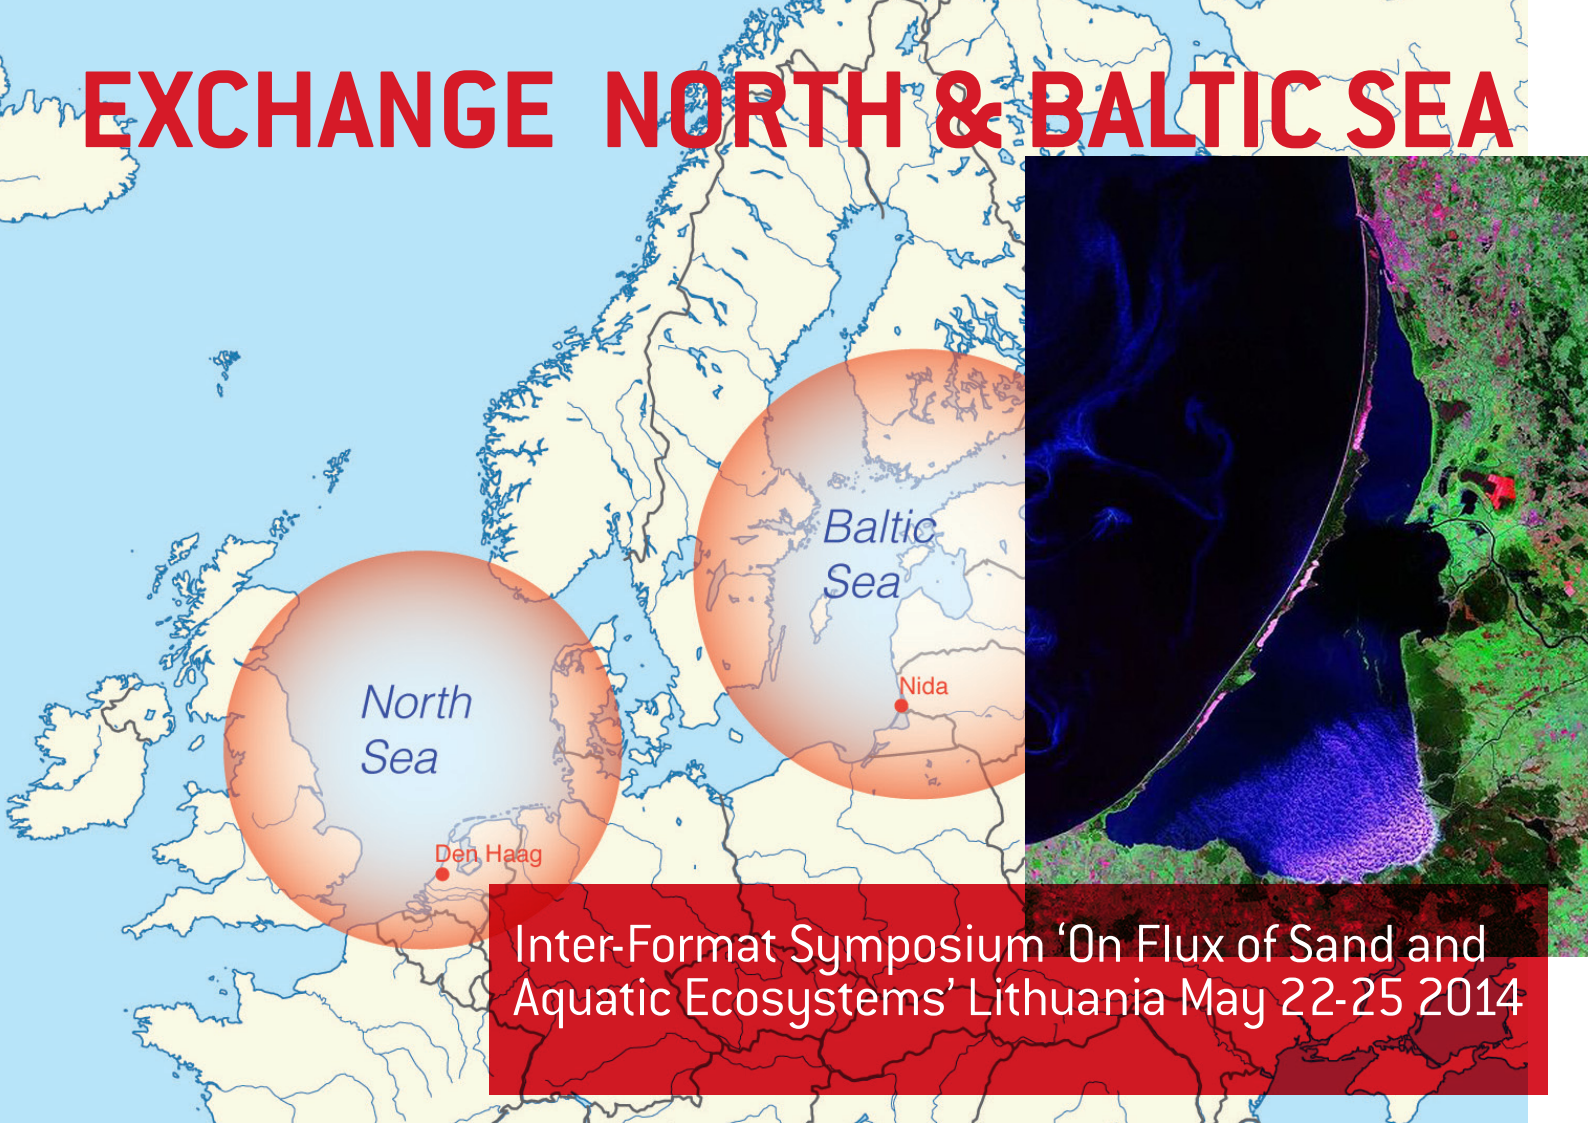 EXCHANGE NORTH & BALTIC SEA
Baltic
Sea
Nida
North
Sea
Den Haag
Inter-Format Symposium ‘On Flux of Sand and
Aquatic Ecosystems’ Lithuania May 22-25 2014